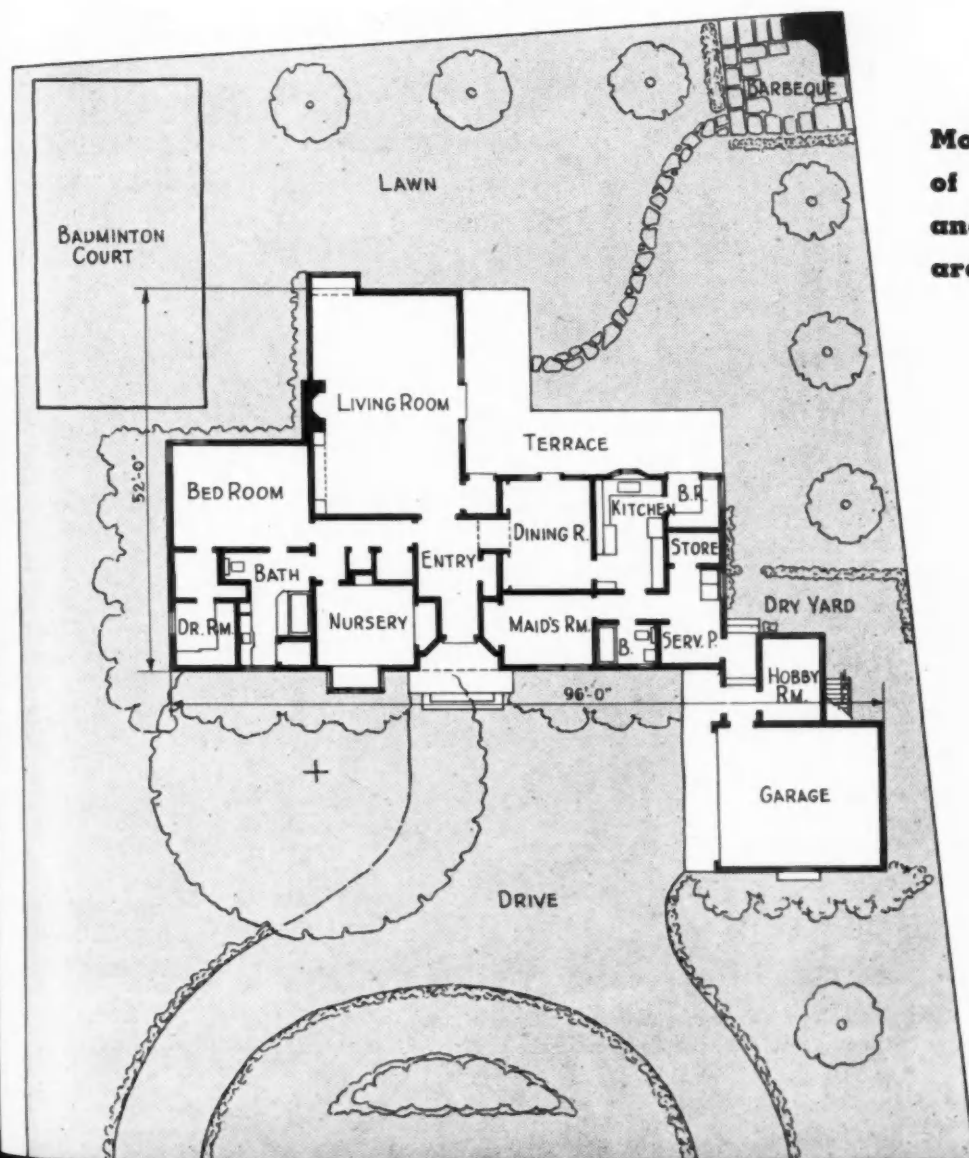 BARBEQUE
LAWN
BADMINTON
COURT
LIVING ROOM
TERRACE
52'-0"
BED ROOM
B.R.
KITCHEN
DINING R.
STORE
ENTRY
BATH
DRY YARD
NURSERY
MAID'S RM.
DR. RM.
B.
SERV. P.
HOBBY
RM.
96'-0"
GARAGE
DRIVE
of